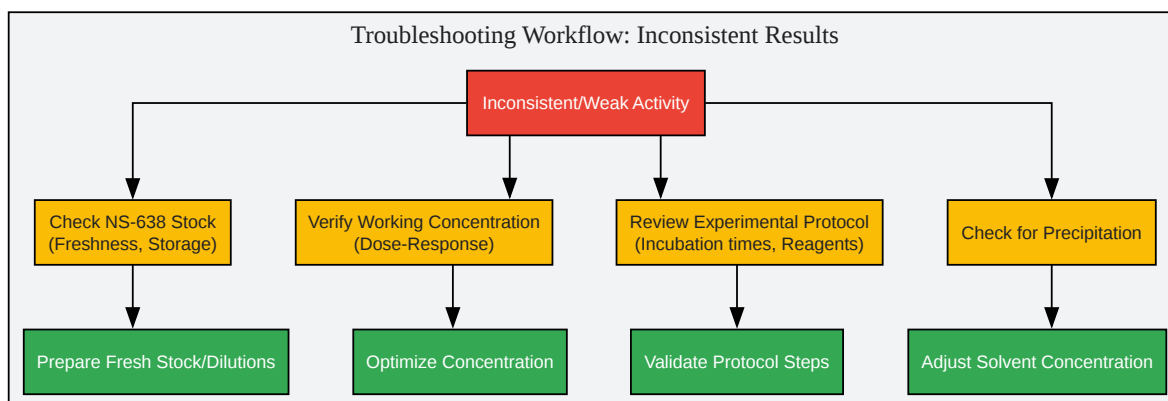 Troubleshooting Workflow: Inconsistent Results
Inconsistent/Weak Activity
Check NS-638 Stock
(Freshness, Storage)
Verify Working Concentration
(Dose-Response)
Review Experimental Protocol
(Incubation times, Reagents)
Check for Precipitation
Prepare Fresh Stock/Dilutions
Optimize Concentration
Validate Protocol Steps
Adjust Solvent Concentration